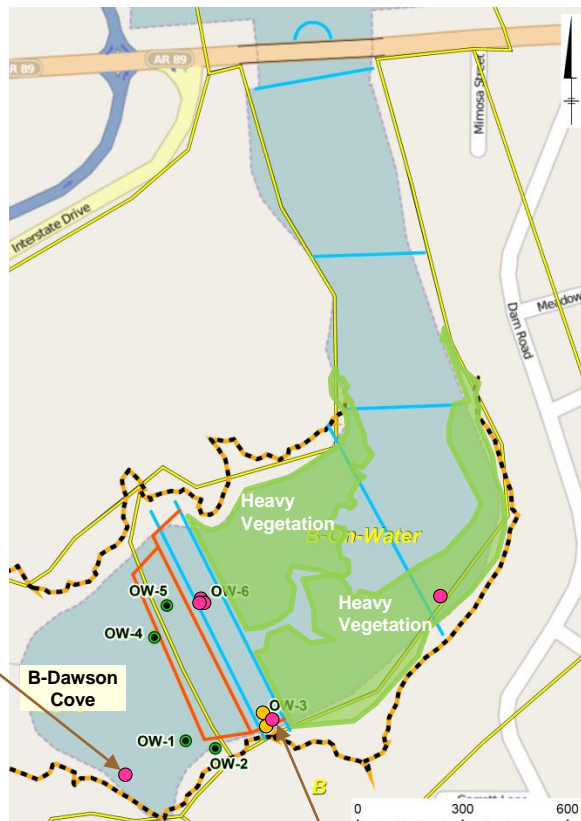 AR 89
AR 89
Mimosa Street
Interstate Drive
Dam Road
Meadow
Heavy
Vegetation
B-On-Water
OW-5
OW-6
Heavy
Vegetation
OW-4
B-Dawson
Cove
OW-3
OW-1
OW-2
B
0 300 600